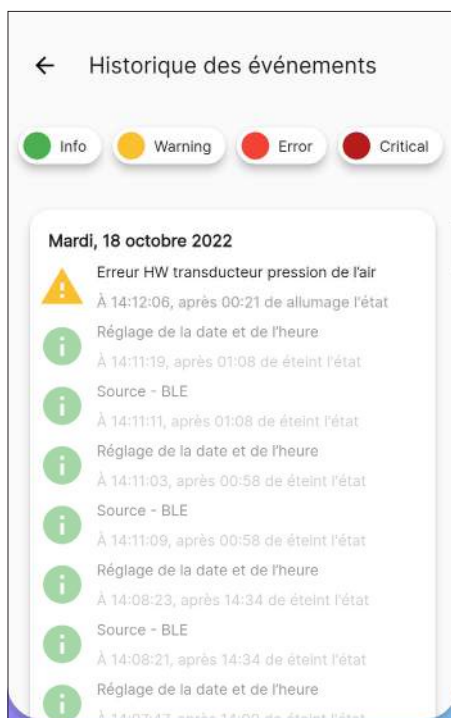 Historique des événements
Info Warning Error Critical
Mardi, 18 octobre 2022
Erreur HW transducteur pression de l'air
À 14:12:06, après 00:21 de allumage l'état
Réglage de la date et de l'heure
À 14:11:19, après 01:08 de éteint l'état
Source - BLE
À 14:11:11, après 01:08 de éteint l'état
Réglage de la date et de l'heure
À 14:11:03, après 00:58 de éteint l'état
Source - BLE
À 14:11:09, après 00:58 de éteint l'état
Réglage de la date et de l'heure
À 14:08:23, après 14:34 de éteint l'état
Source - BLE
À 14:08:21, après 14:34 de éteint l'état
Réglage de la date et de l'heure